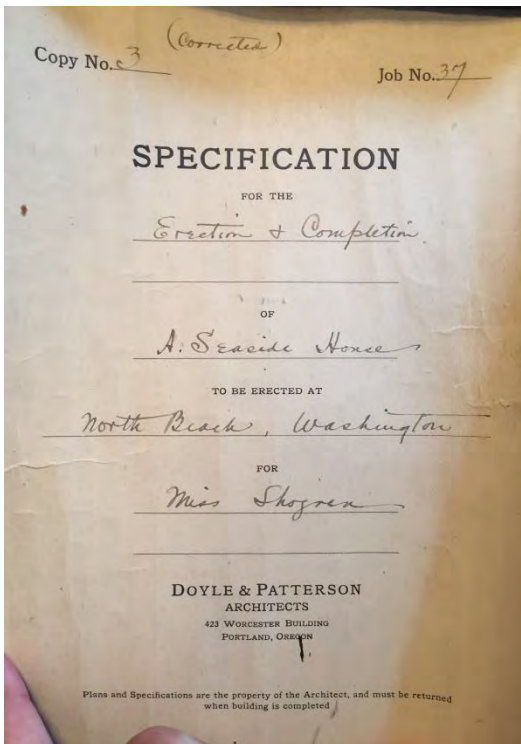 (Corrected)
Copy No. 3
Job No. 37
SPECIFICATION
FOR THE
Erection & Completion
OF
A. Seaside House
TO BE ERECTED AT
North Beach, Washington
FOR
Miss Shogren
DOYLE & PATTERSON
ARCHITECTS
423 WORCESTER BUILDING
PORTLAND, OREGON
Plans and Specifications are the property of the Architect, and must be returned
when building is completed